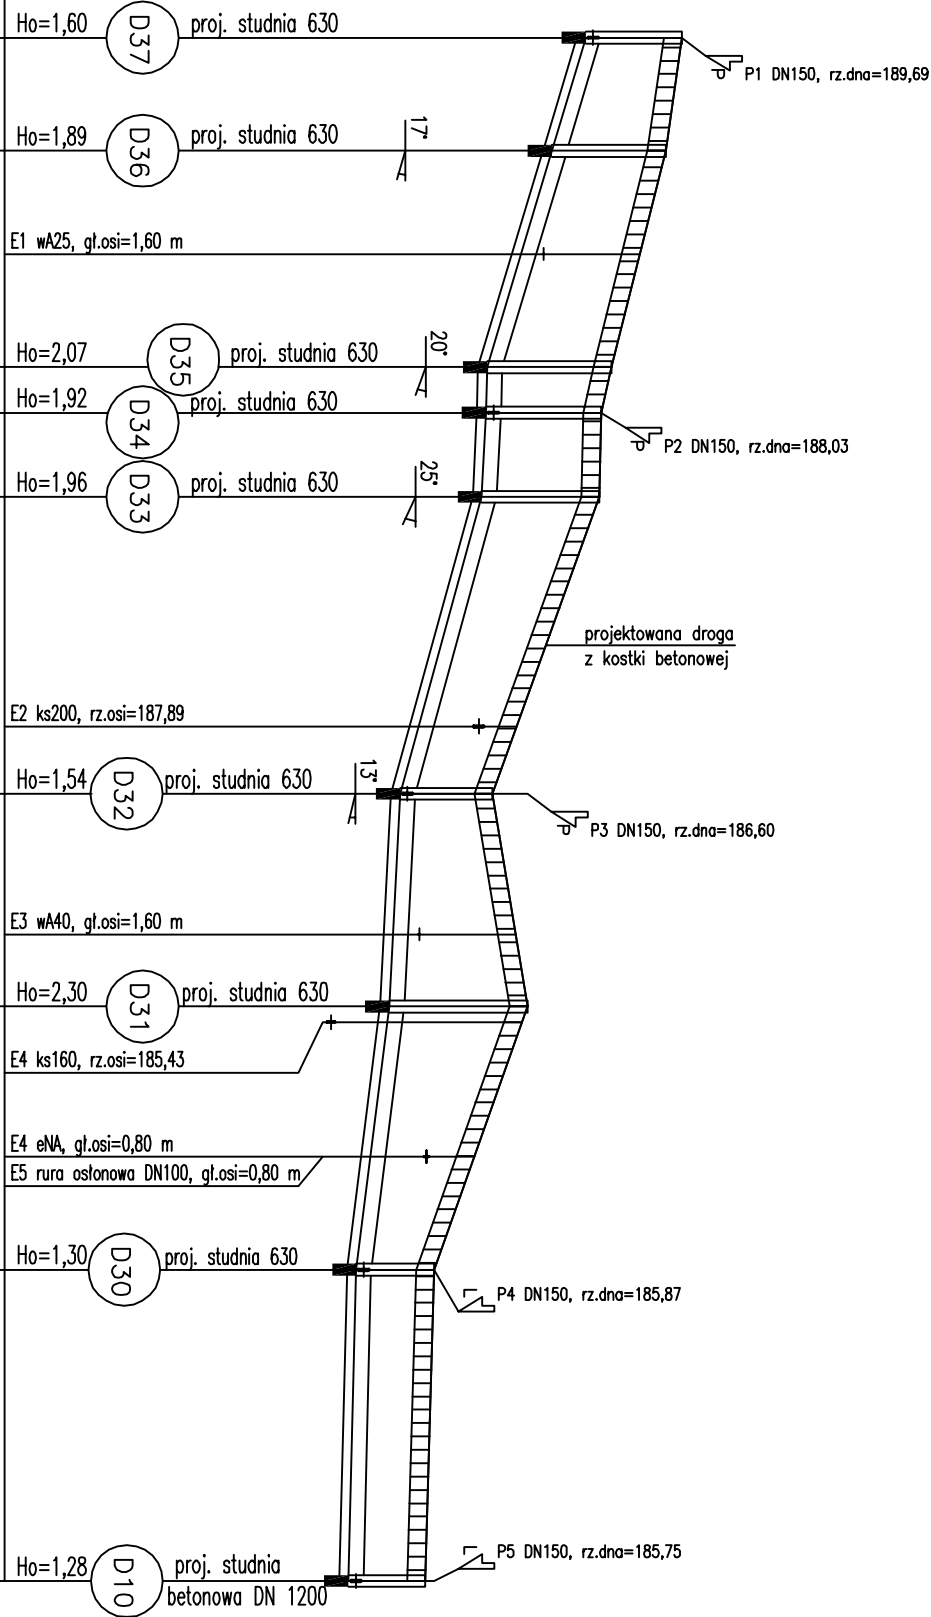 Ho=1,60
D37
proj. studnia 630
P1 DN150, rz.dna=189,69
P
Ho=1,89
D36
proj. studnia 630
17°
E1 wA25, gł.osi=1,60 m
Ho=2,07
D35
proj. studnia 630
20°
Ho=1,92
D34
proj. studnia 630
P
P2 DN150, rz.dna=188,03
Ho=1,96
D33
proj. studnia 630
25°
projektowana droga
z kostki betonowej
E2 ks200, rz.osi=187,89
Ho=1,54
D32
proj. studnia 630
13°
P
P3 DN150, rz.dna=186,60
E3 wA40, gł.osi=1,60 m
Ho=2,30
D31
proj. studnia 630
E4 ks160, rz.osi=185,43
E4 eNA, gł.osi=0,80 m
E5 rura osłonowa DN100, gł.osi=0,80 m
Ho=1,30
D30
proj. studnia 630
L
P4 DN150, rz.dna=185,87
Ho=1,28
D10
proj. studnia
betonowa DN 1200
L
P5 DN150, rz.dna=185,75